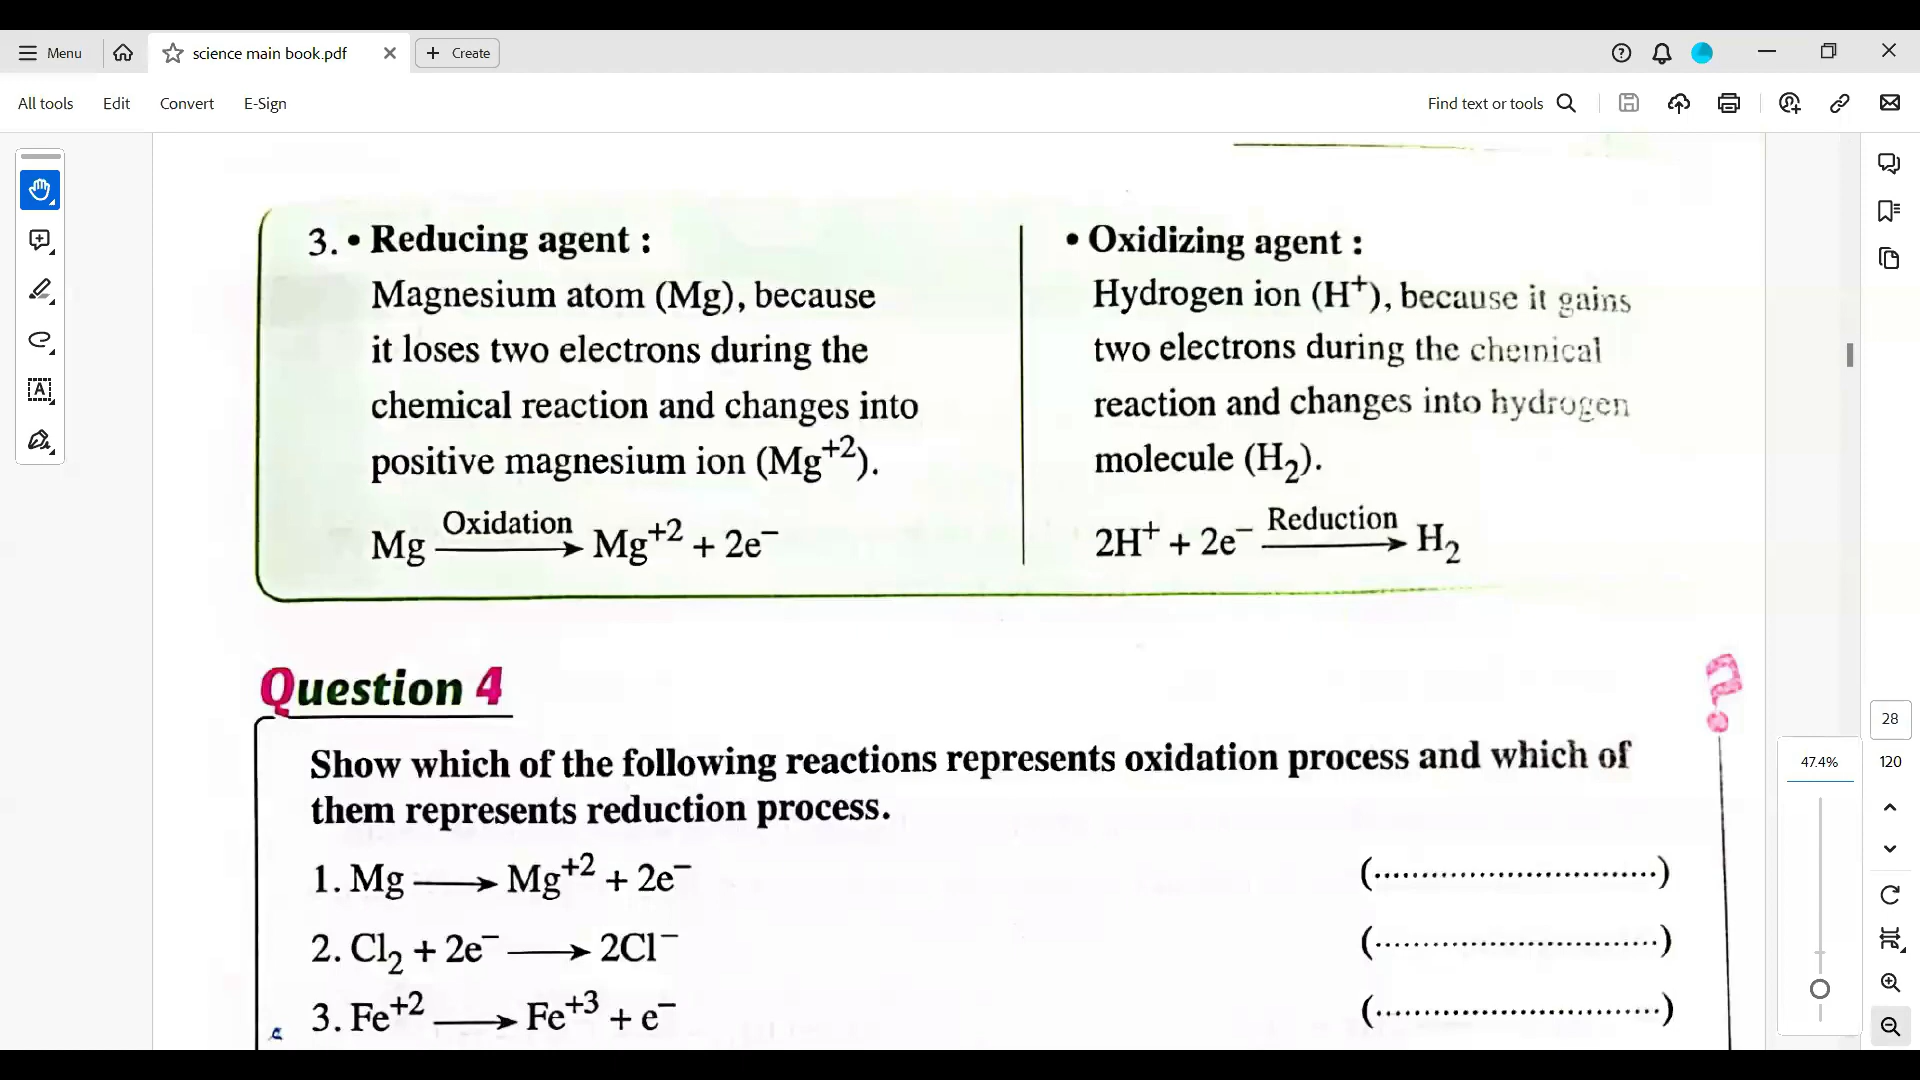 Menu
science main book.pdf
Create
All tools
Edit
Convert
E-Sign
Find text or tools
3. • Reducing agent :
Magnesium atom (Mg), because
it loses two electrons during the
chemical reaction and changes into
positive magnesium ion (Mg⁺²).
Mg —Oxidation→ Mg⁺² + 2e⁻
• Oxidizing agent :
Hydrogen ion (H⁺), because it gains
two electrons during the chemical
reaction and changes into hydrogen
molecule (H₂).
2H⁺ + 2e⁻ —Reduction→ H₂
Question 4
?
Show which of the following reactions represents oxidation process and which of
them represents reduction process.
1. Mg ⟶ Mg⁺² + 2e⁻ (..............................)
2. Cl₂ + 2e⁻ ⟶ 2Cl⁻ (..............................)
3. Fe⁺² ⟶ Fe⁺³ + e⁻ (..............................)
28
47.4%
120